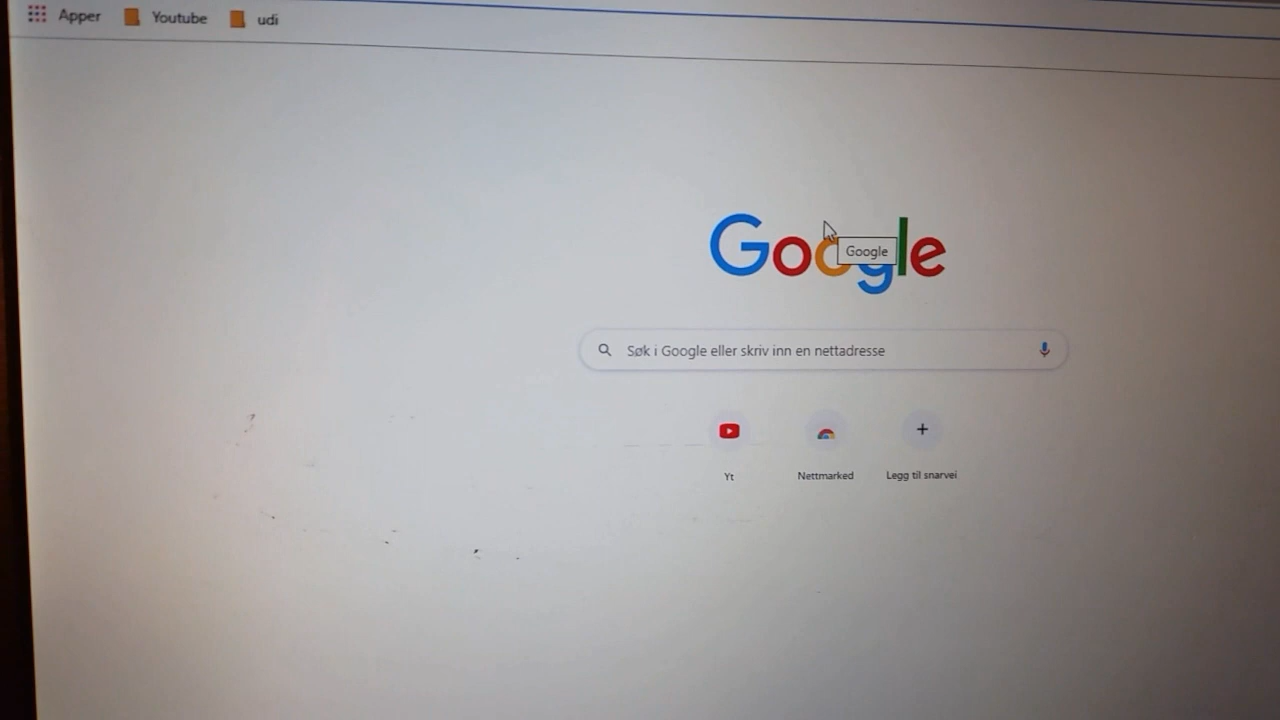 Apper Youtube udi
Google
Google
Søk i Google eller skriv inn en nettadresse
Yt Nettmarked Legg til snarvei